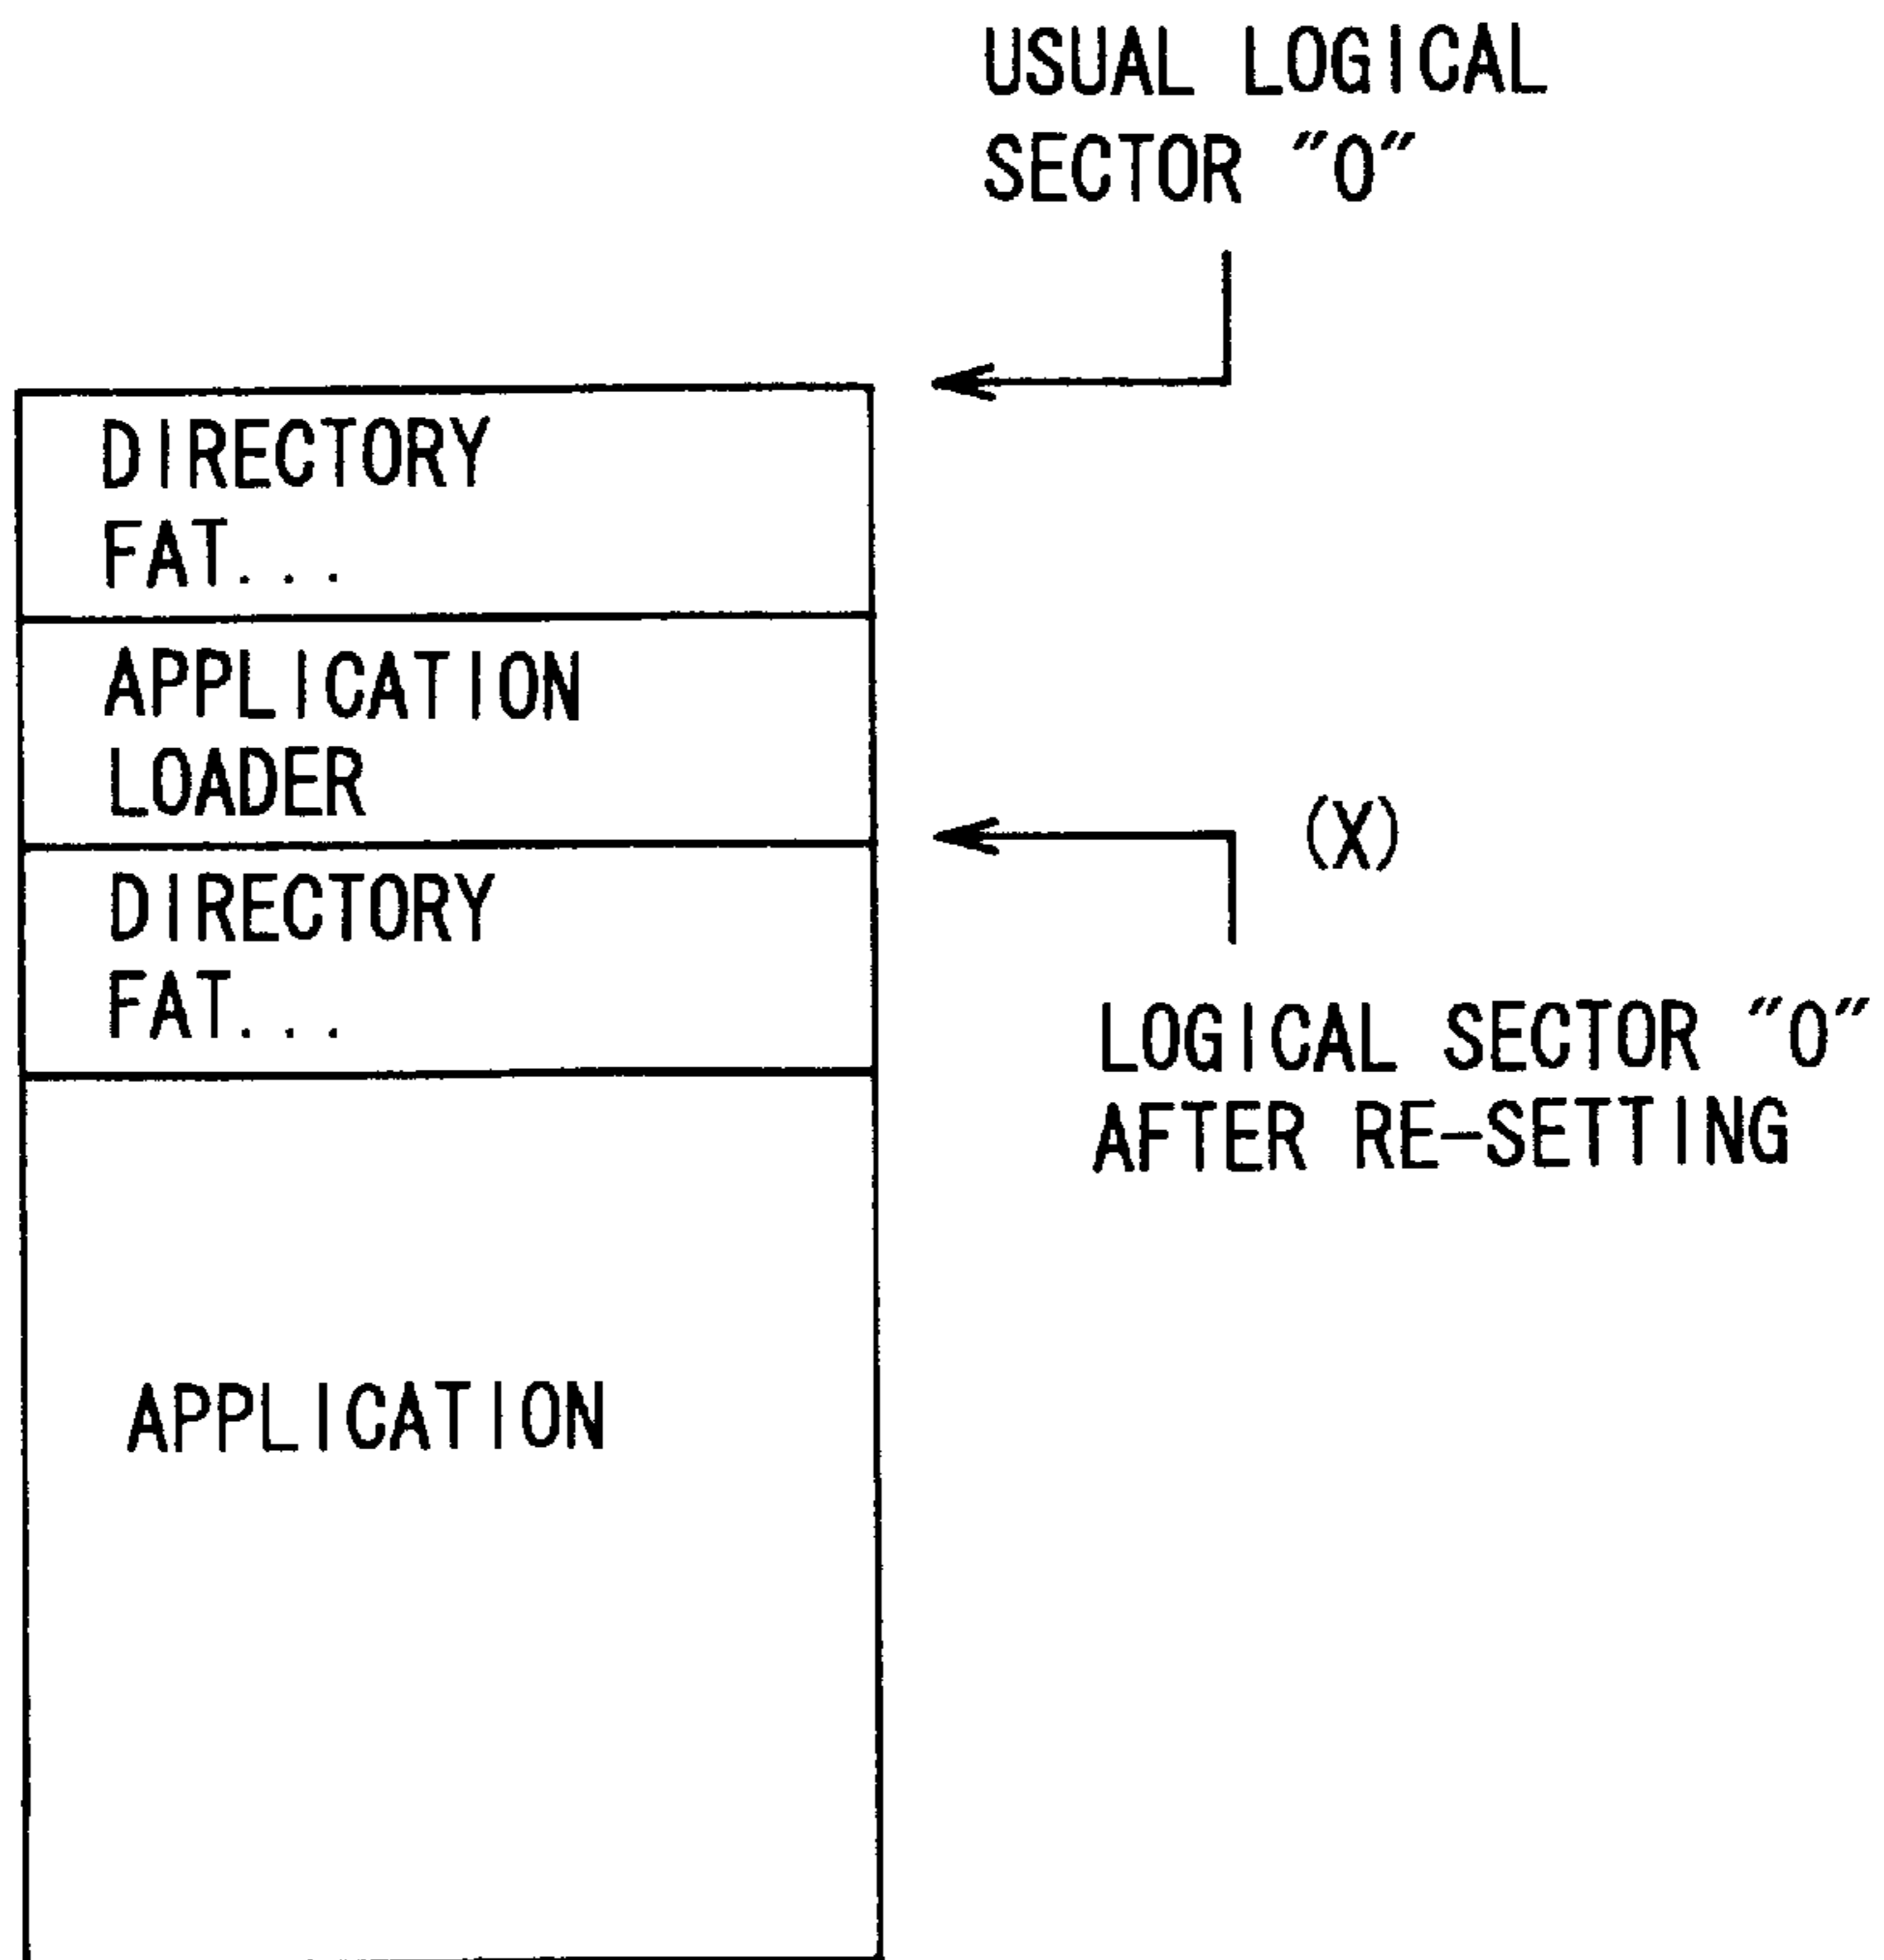 USUAL LOGICAL
SECTOR "0"
DIRECTORY
FAT...
APPLICATION
LOADER
(X)
DIRECTORY
FAT...
LOGICAL SECTOR "0"
AFTER RE-SETTING
APPLICATION